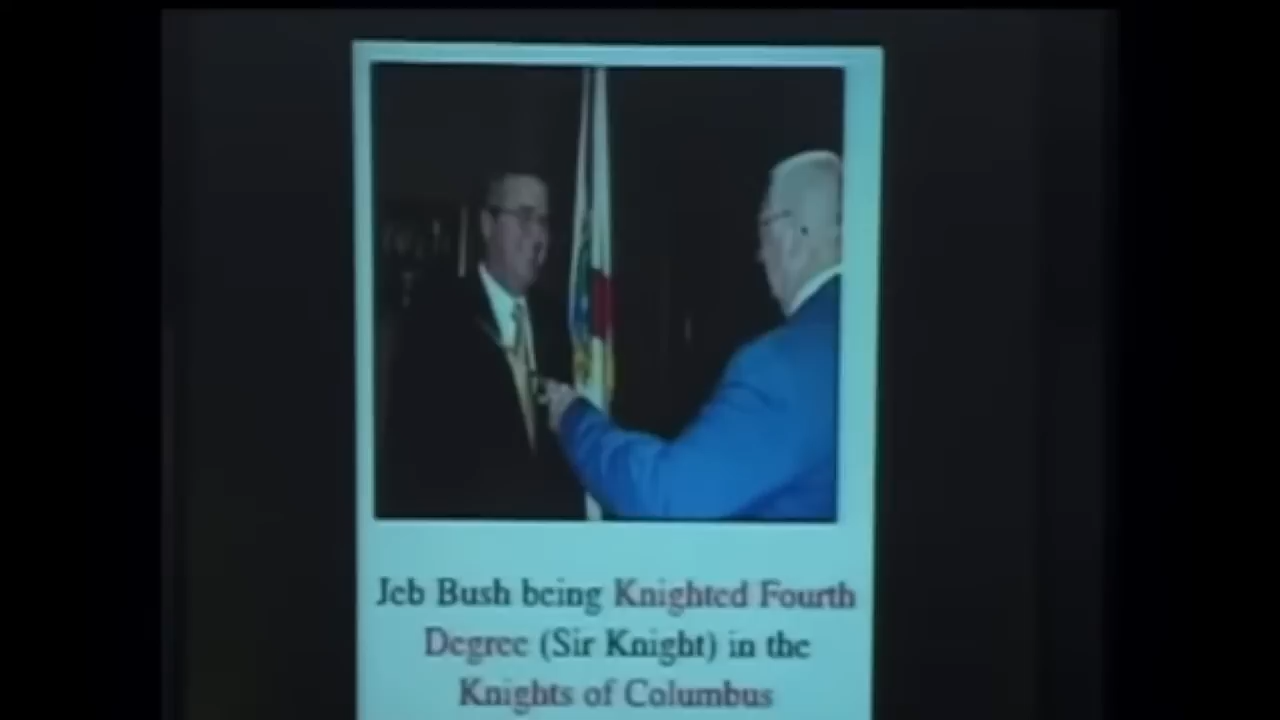 Jeb Bush being Knighted Fourth
Degree (Sir Knight) in the
Knights of Columbus